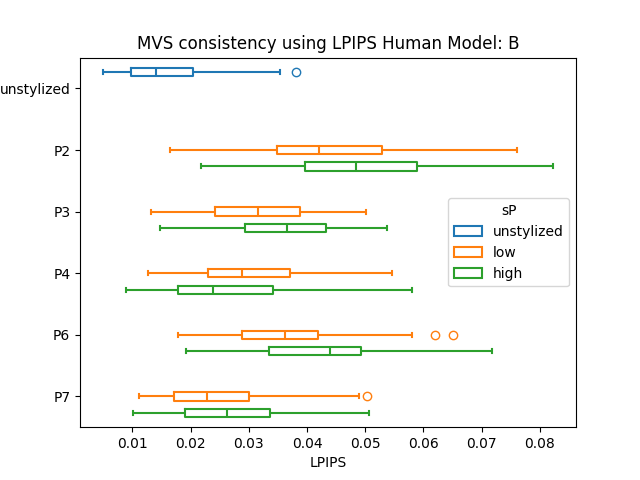 MVS consistency using LPIPS Human Model: B
unstylized
P2
P3
P4
P6
P7
sP
unstylized
low
high
0.01 0.02 0.03 0.04 0.05 0.06 0.07 0.08
LPIPS